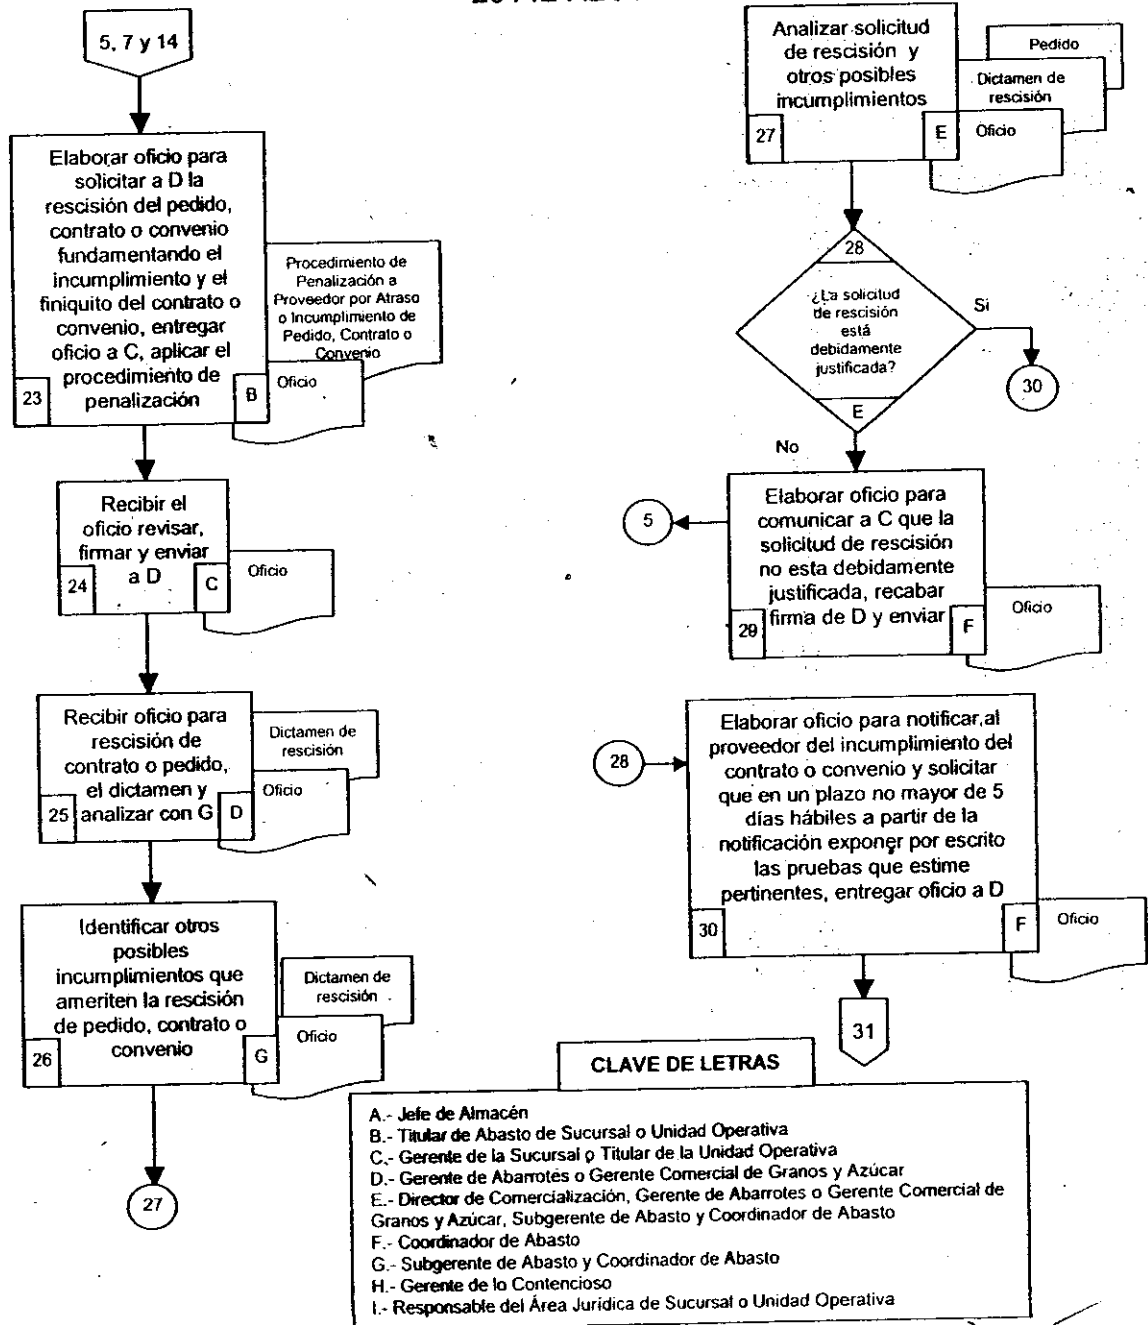 5, 7 y 14
Elaborar oficio para
solicitar a D la
rescisión del pedido,
contrato o convenio
fundamentando el
incumplimiento y el
finiquito del contrato o
convenio, entregar
oficio a C, aplicar el
procedimiento de
penalización
23
B
Procedimiento de
Penalización a
Proveedor por Atraso
o Incumplimiento de
Pedido, Contrato o
Convenio
Oficio
Recibir el
oficio revisar,
firmar y enviar
a D
24
C
Oficio
Recibir oficio para
rescisión de
contrato o pedido,
el dictamen y
analizar con G
25
D
Dictamen de
rescisión
Oficio
Identificar otros
posibles
incumplimientos que
ameriten la rescisión
de pedido, contrato o
convenio
26
G
Dictamen de
rescisión
Oficio
27
Analizar solicitud
de rescisión y
otros posibles
incumplimientos
27
E
Pedido
Dictamen de
rescisión
Oficio
28
¿La solicitud
de rescisión
está
debidamente
justificada?
E
Si
30
No
5
Elaborar oficio para
comunicar a C que la
solicitud de rescisión
no esta debidamente
justificada, recabar
firma de D y enviar
29
F
Oficio
28
Elaborar oficio para notificar al
proveedor del incumplimiento del
contrato o convenio y solicitar
que en un plazo no mayor de 5
días hábiles a partir de la
notificación exponer por escrito
las pruebas que estime
pertinentes, entregar oficio a D
30
F
Oficio
31
CLAVE DE LETRAS
A.- Jefe de Almacén
B.- Titular de Abasto de Sucursal o Unidad Operativa
C.- Gerente de la Sucursal o Titular de la Unidad Operativa
D.- Gerente de Abarrotes o Gerente Comercial de Granos y Azúcar
E.- Director de Comercialización, Gerente de Abarrotes o Gerente Comercial de
Granos y Azúcar, Subgerente de Abasto y Coordinador de Abasto
F.- Coordinador de Abasto
G.- Subgerente de Abasto y Coordinador de Abasto
H.- Gerente de lo Contencioso
I.- Responsable del Área Jurídica de Sucursal o Unidad Operativa